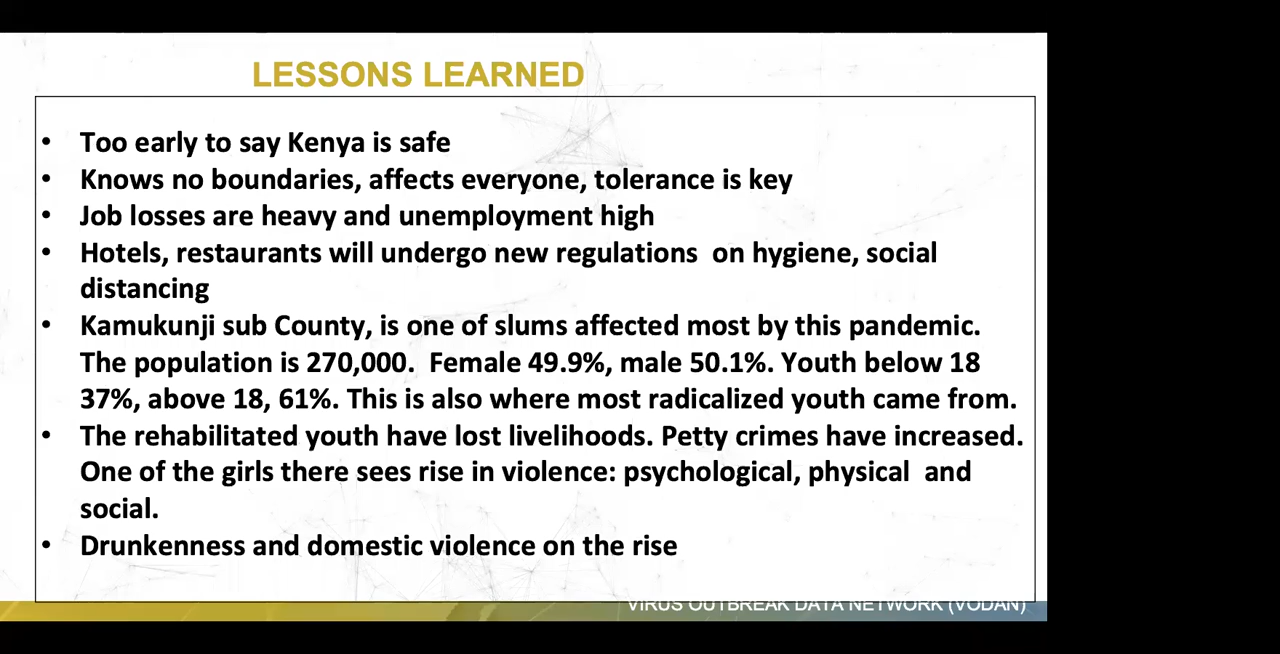 LESSONS LEARNED
• Too early to say Kenya is safe
• Knows no boundaries, affects everyone, tolerance is key
• Job losses are heavy and unemployment high
• Hotels, restaurants will undergo new regulations  on hygiene, social
distancing
• Kamukunji sub County, is one of slums affected most by this pandemic.
The population is 270,000.  Female 49.9%, male 50.1%. Youth below 18
37%, above 18, 61%. This is also where most radicalized youth came from.
• The rehabilitated youth have lost livelihoods. Petty crimes have increased.
One of the girls there sees rise in violence: psychological, physical  and
social.
• Drunkenness and domestic violence on the rise
VIRUS OUTBREAK DATA NETWORK (VODAN)